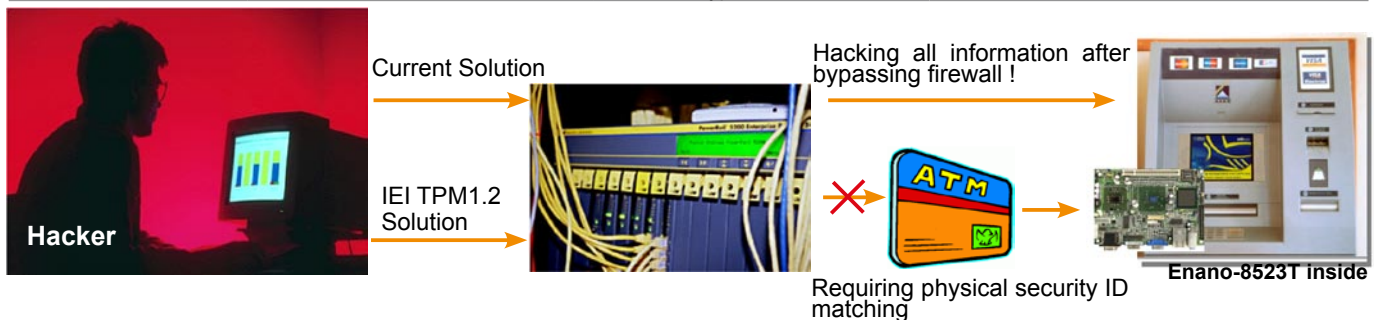 Hacker
Current Solution
IEI TPM1.2
Solution
Hacking all information after
bypassing firewall !
ATM
Requiring physical security ID
matching
Enano-8523T inside